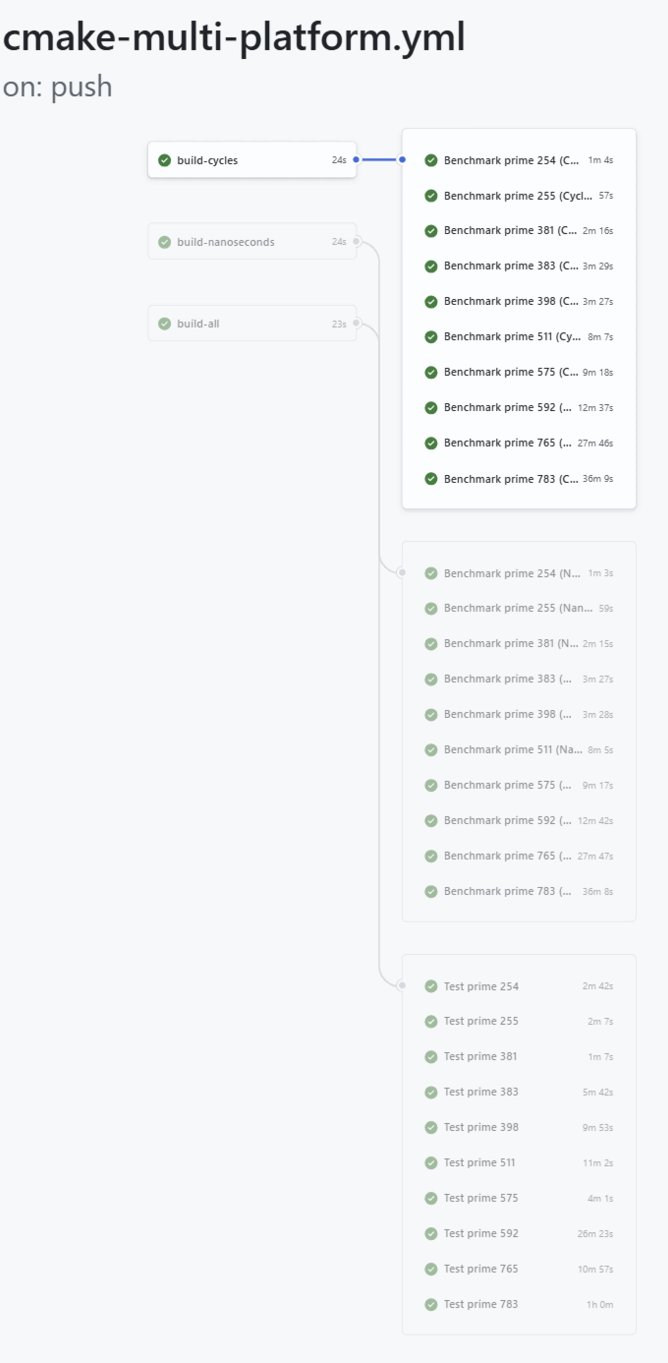 cmake-multi-platform.yml
on: push
build-cycles 24s
build-nanoseconds 24s
build-all 23s
Benchmark prime 254 (C... 1m 4s
Benchmark prime 255 (Cycl... 57s
Benchmark prime 381 (C... 2m 16s
Benchmark prime 383 (C... 3m 29s
Benchmark prime 398 (C... 3m 27s
Benchmark prime 511 (Cy... 8m 7s
Benchmark prime 575 (C... 9m 18s
Benchmark prime 592 (... 12m 37s
Benchmark prime 765 (... 27m 46s
Benchmark prime 783 (C... 36m 9s
Benchmark prime 254 (N... 1m 3s
Benchmark prime 255 (Nan... 59s
Benchmark prime 381 (N... 2m 15s
Benchmark prime 383 (... 3m 27s
Benchmark prime 398 (... 3m 28s
Benchmark prime 511 (Na... 8m 5s
Benchmark prime 575 (... 9m 17s
Benchmark prime 592 (... 12m 42s
Benchmark prime 765 (... 27m 47s
Benchmark prime 783 (... 36m 8s
Test prime 254 2m 42s
Test prime 255 2m 7s
Test prime 381 1m 7s
Test prime 383 5m 42s
Test prime 398 9m 53s
Test prime 511 11m 2s
Test prime 575 4m 1s
Test prime 592 26m 23s
Test prime 765 10m 57s
Test prime 783 1h 0m